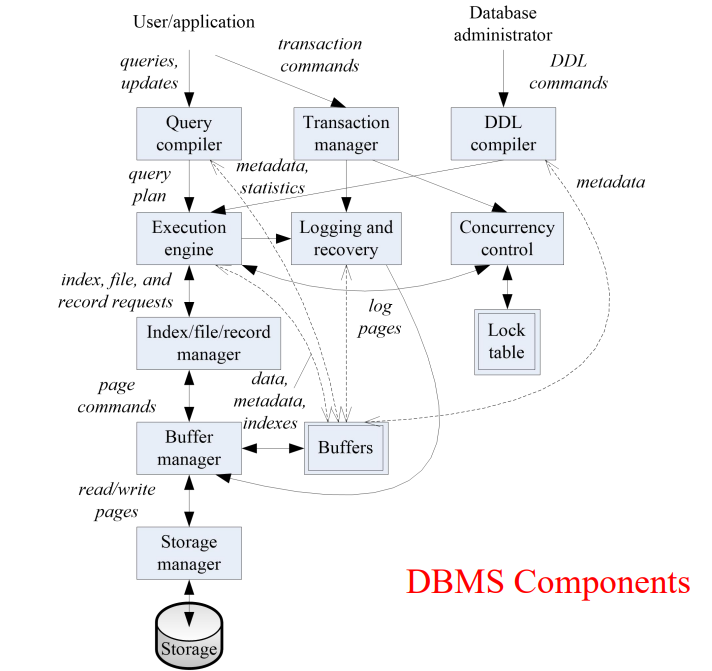 User/application
Database
administrator
queries,
updates
transaction
commands
DDL
commands
Query
compiler
Transaction
manager
DDL
compiler
query
plan
metadata,
statistics
metadata
Execution
engine
Logging and
recovery
Concurrency
control
index, file, and
record requests
log
pages
Index/file/record
manager
Lock
table
page
commands
data,
metadata,
indexes
Buffer
manager
Buffers
read/write
pages
Storage
manager
DBMS Components
Storage